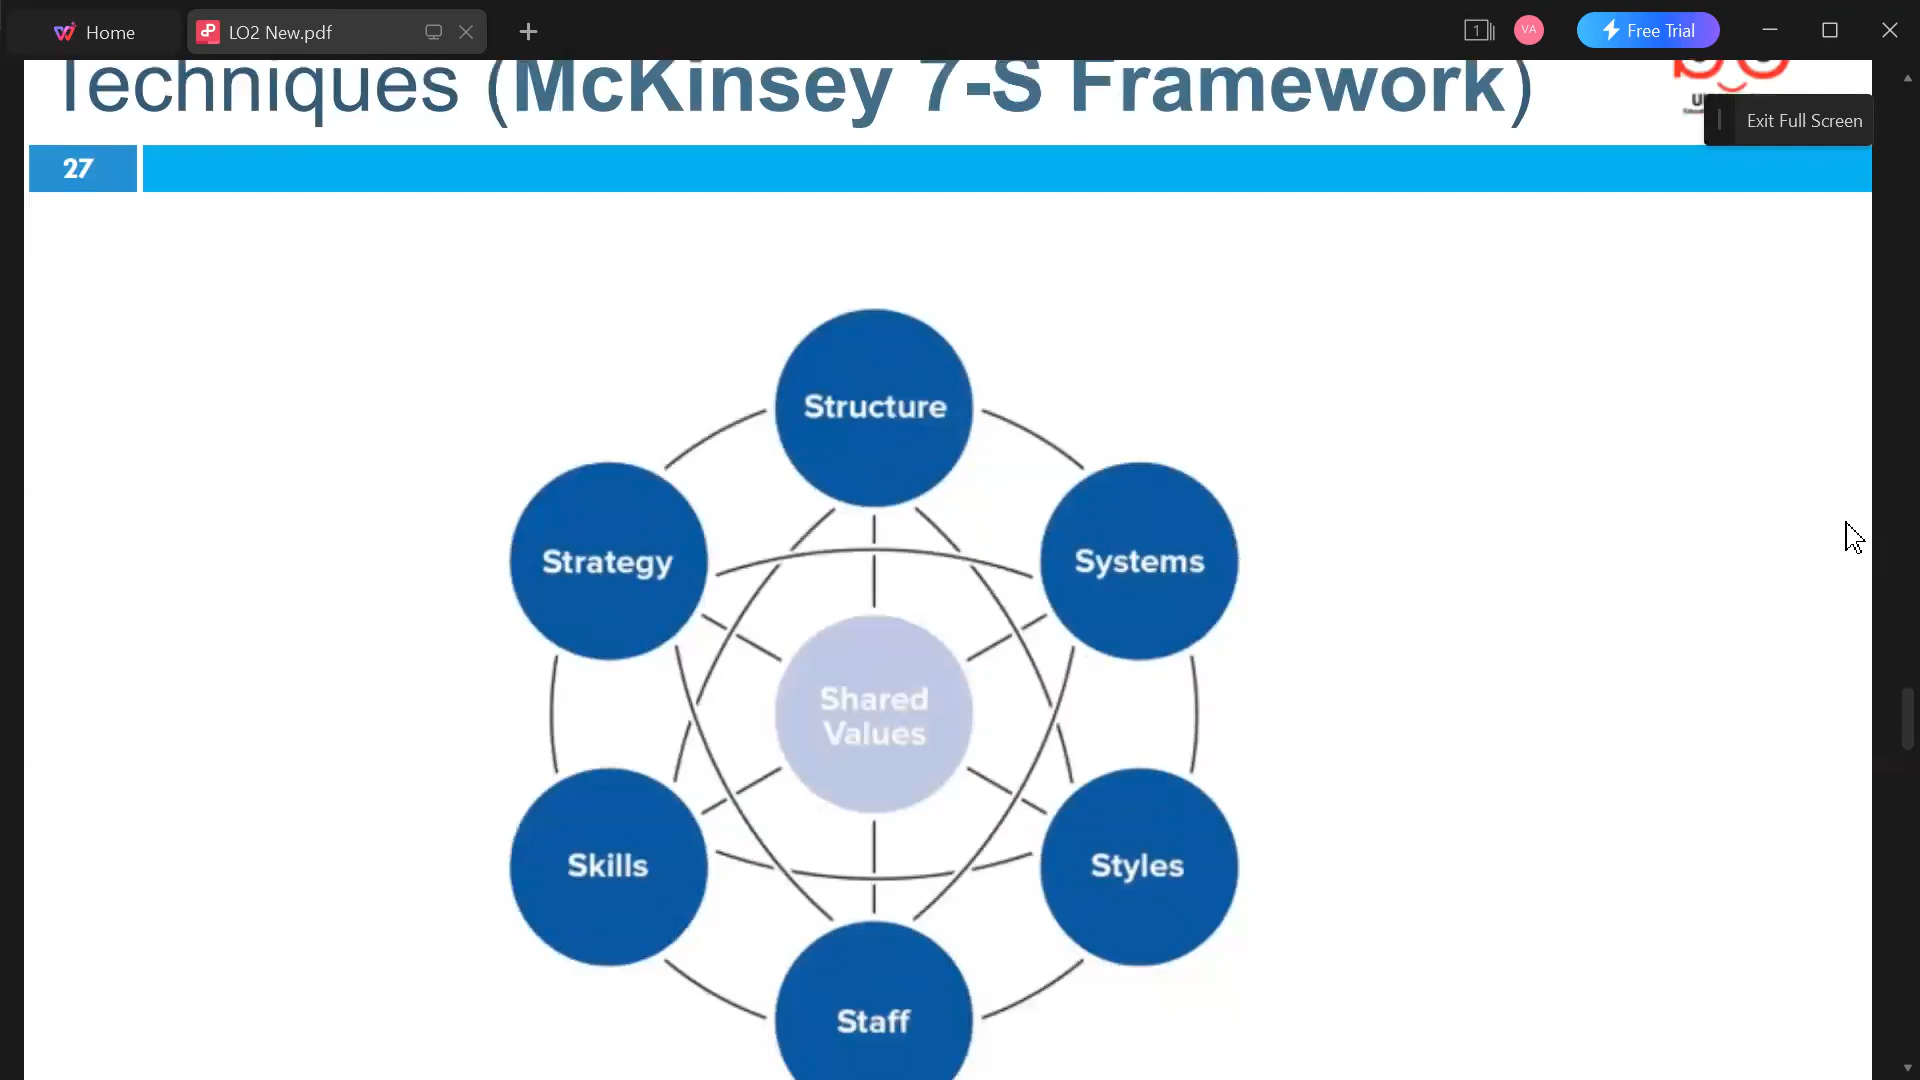 Home
LO2 New.pdf
1
VA
Free Trial
Techniques (McKinsey 7-S Framework)
Exit Full Screen
27
Structure
Strategy
Systems
Shared
Values
Skills
Styles
Staff